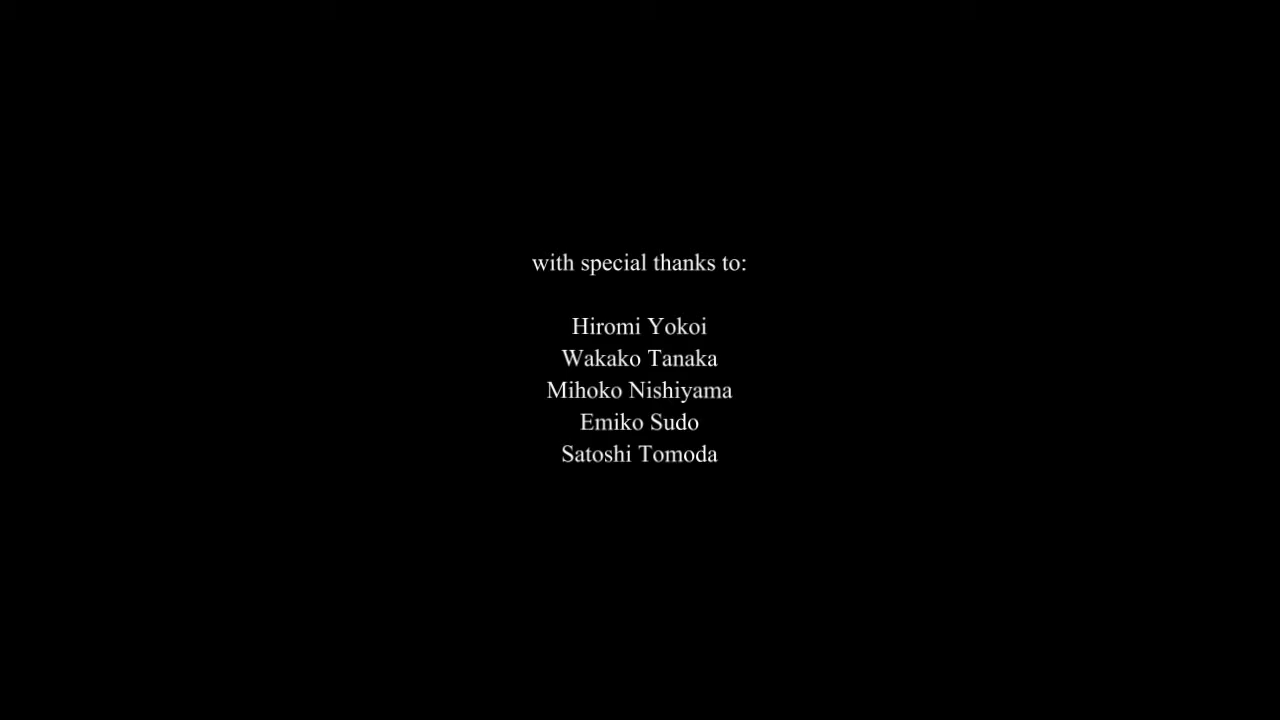 with special thanks to:
Hiromi Yokoi
Wakako Tanaka
Mihoko Nishiyama
Emiko Sudo
Satoshi Tomoda